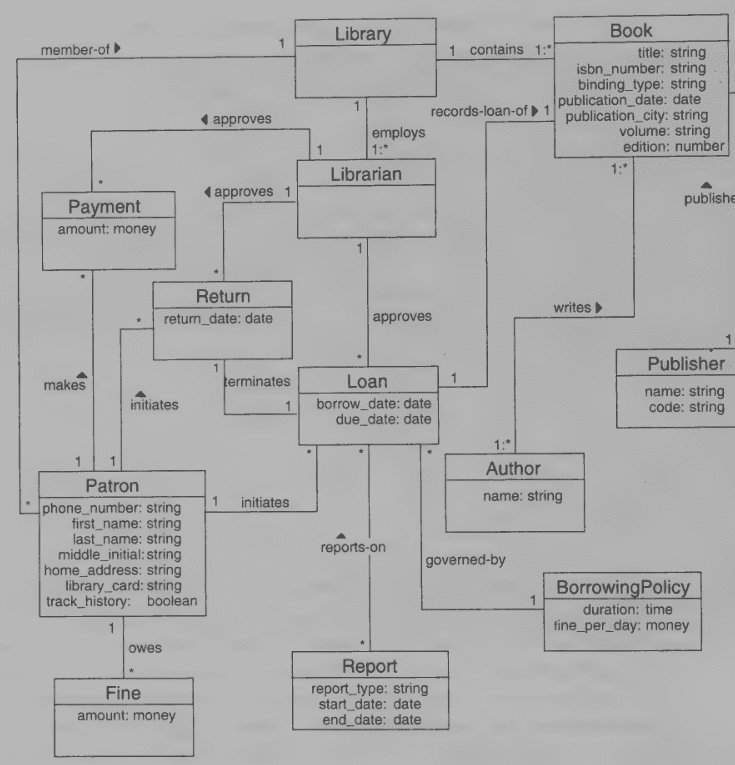 Library
member-of
1
1
contains
1:*
Book
title: string
isbn_number: string
binding_type: string
publication_date: date
publication_city: string
volume: string
edition: number
1
employs
1:*
approves
1
*
records-loan-of
1
Librarian
approves
1
*
1
approves
*
1:*
Payment
amount: money
*
Return
return_date: date
*
1
terminates
1
Loan
borrow_date: date
due_date: date
1
writes
1:*
Author
name: string
1
Publisher
name: string
code: string
makes
1
initiates
1
*
Patron
phone_number: string
first_name: string
last_name: string
middle_initial: string
home_address: string
library_card: string
track_history: boolean
1
initiates
*
*
*
reports-on
*
governed-by
1
BorrowingPolicy
duration: time
fine_per_day: money
Report
report_type: string
start_date: date
end_date: date
1
owes
*
Fine
amount: money